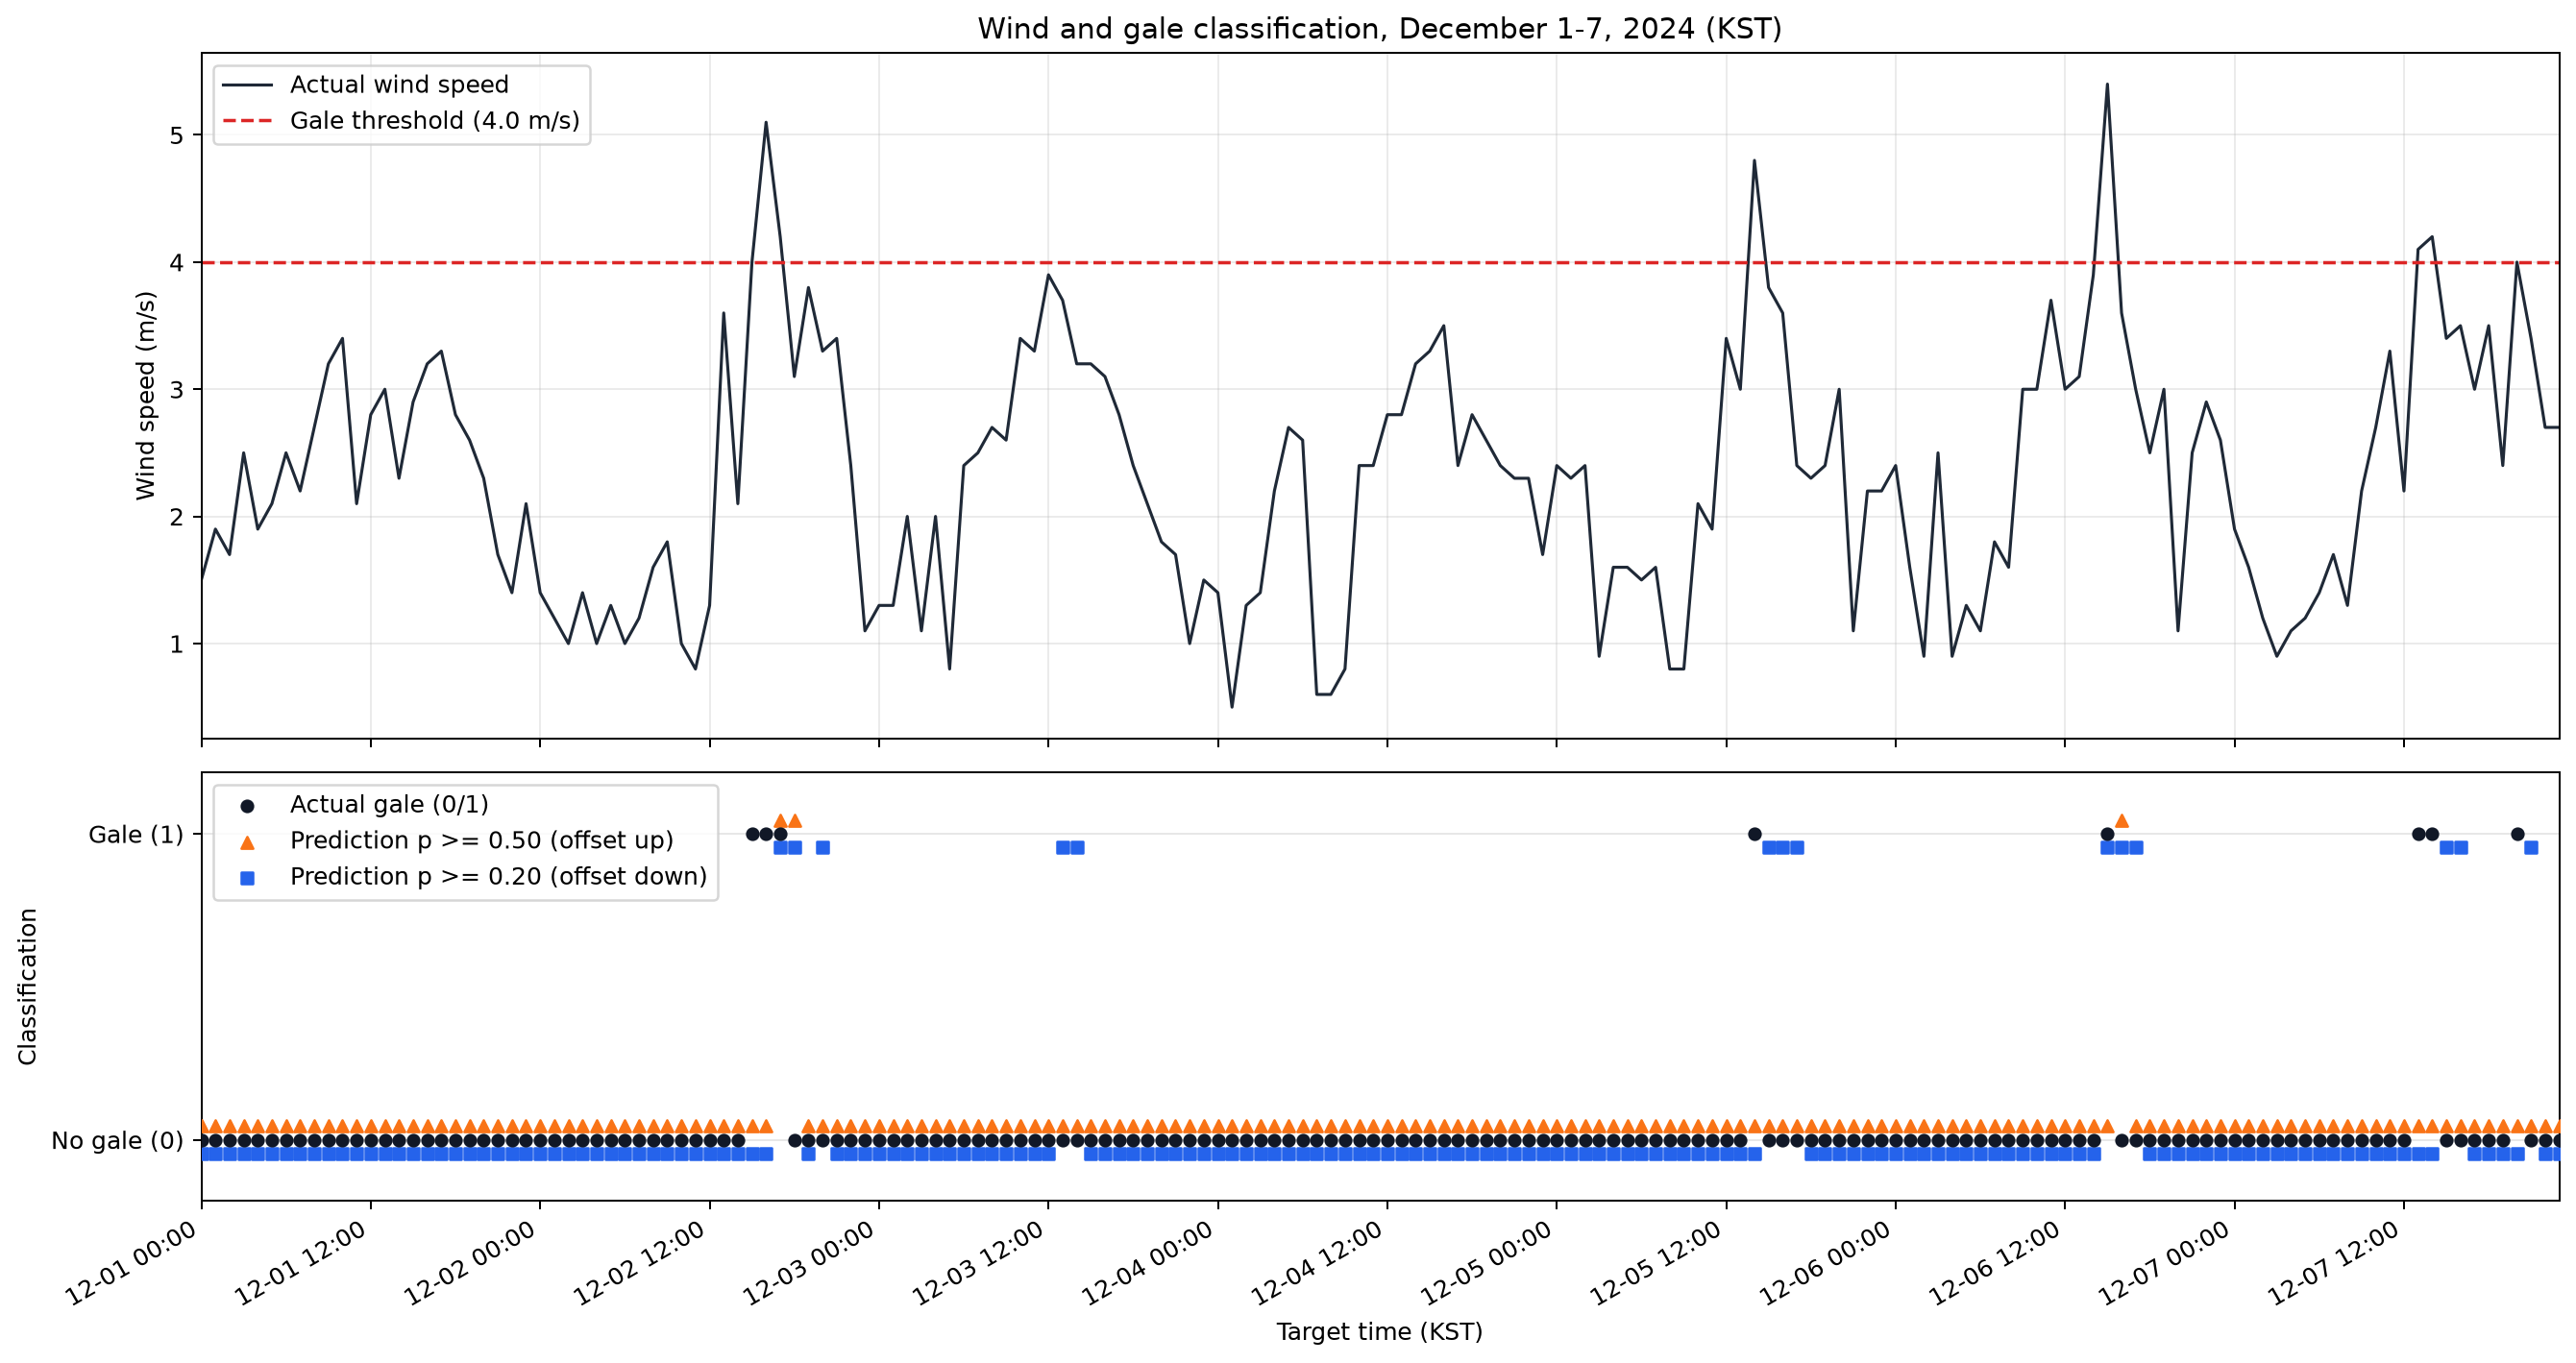 Wind and gale classification, December 1-7, 2024 (KST)
Actual wind speed
Gale threshold (4.0 m/s)
Wind speed (m/s)
5
4
3
2
1
Actual gale (0/1)
Prediction p >= 0.50 (offset up)
Prediction p >= 0.20 (offset down)
Classification
Gale (1)
No gale (0)
12-01 00:00
12-01 12:00
12-02 00:00
12-02 12:00
12-03 00:00
12-03 12:00
12-04 00:00
12-04 12:00
12-05 00:00
12-05 12:00
12-06 00:00
12-06 12:00
12-07 00:00
12-07 12:00
Target time (KST)